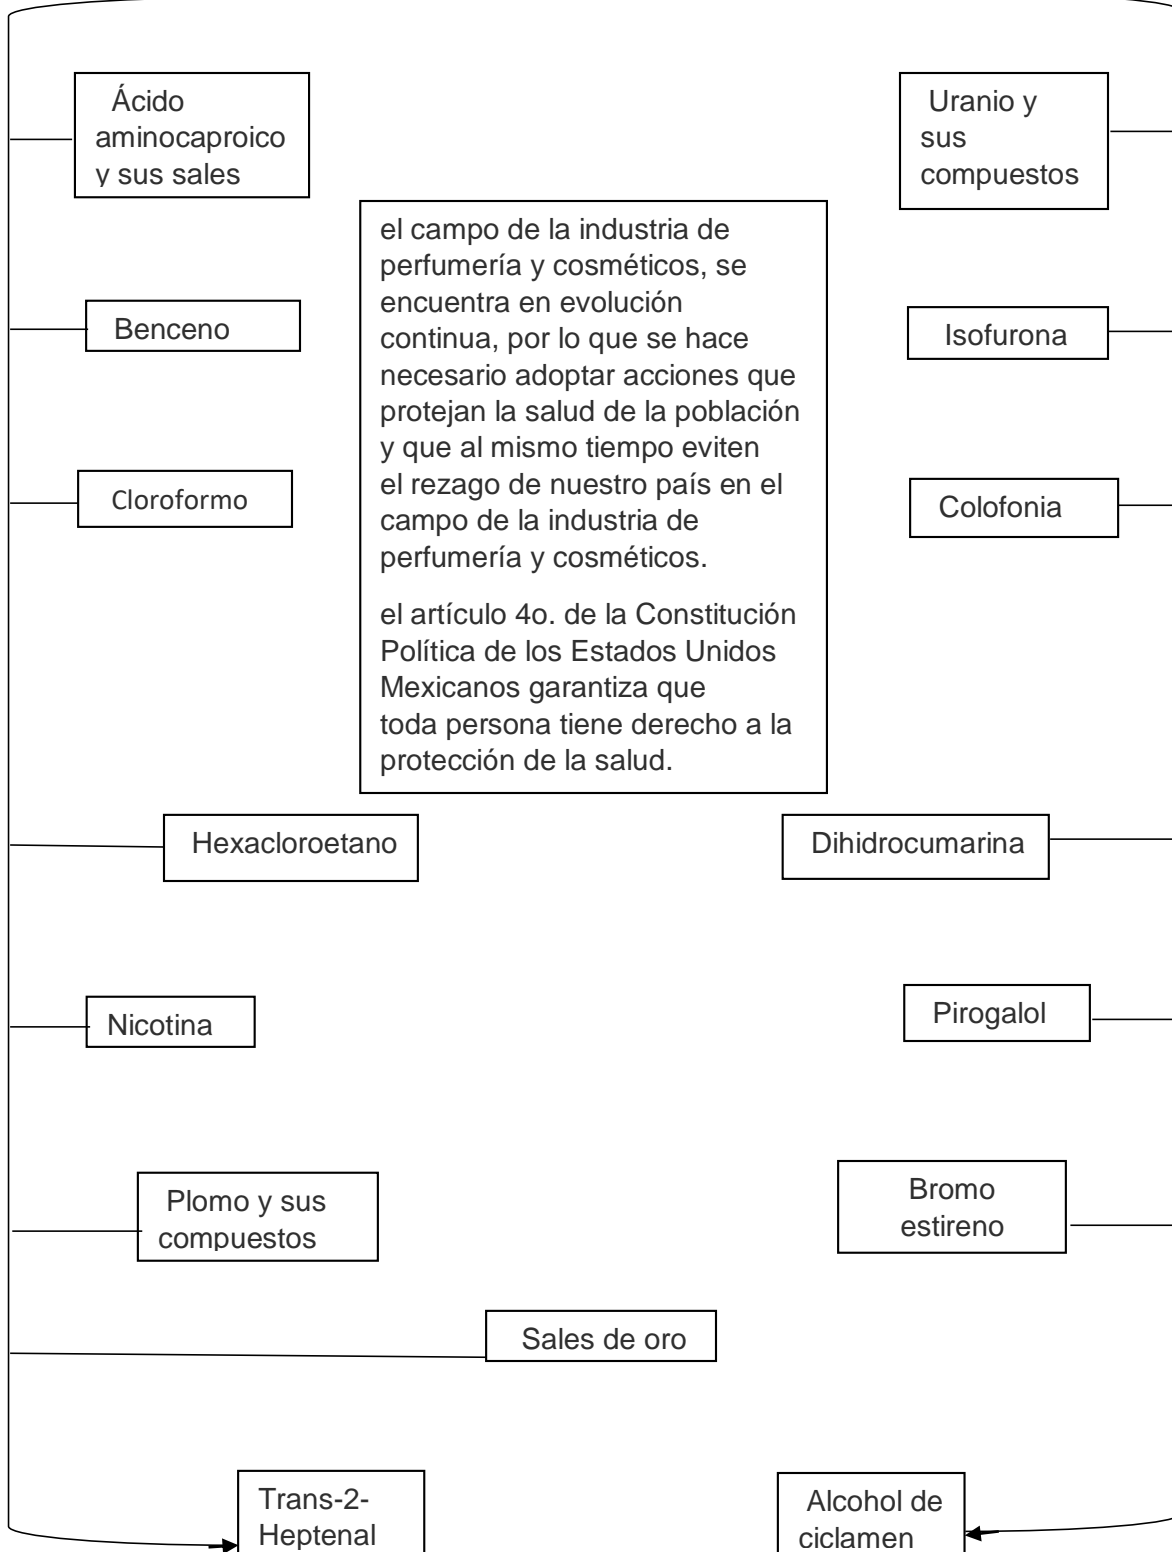 Ácido
aminocaproico
y sus sales
Uranio y
sus
compuestos
el campo de la industria de
perfumería y cosméticos, se
encuentra en evolución
continua, por lo que se hace
necesario adoptar acciones que
protejan la salud de la población
y que al mismo tiempo eviten
el rezago de nuestro país en el
campo de la industria de
perfumería y cosméticos.
el artículo 4o. de la Constitución
Política de los Estados Unidos
Mexicanos garantiza que
toda persona tiene derecho a la
protección de la salud.
Benceno
Isofurona
Cloroformo
Colofonia
Hexacloroetano
Dihidrocumarina
Nicotina
Pirogalol
Plomo y sus
compuestos
Bromo
estireno
Sales de oro
Trans-2-
Heptenal
Alcohol de
ciclamen